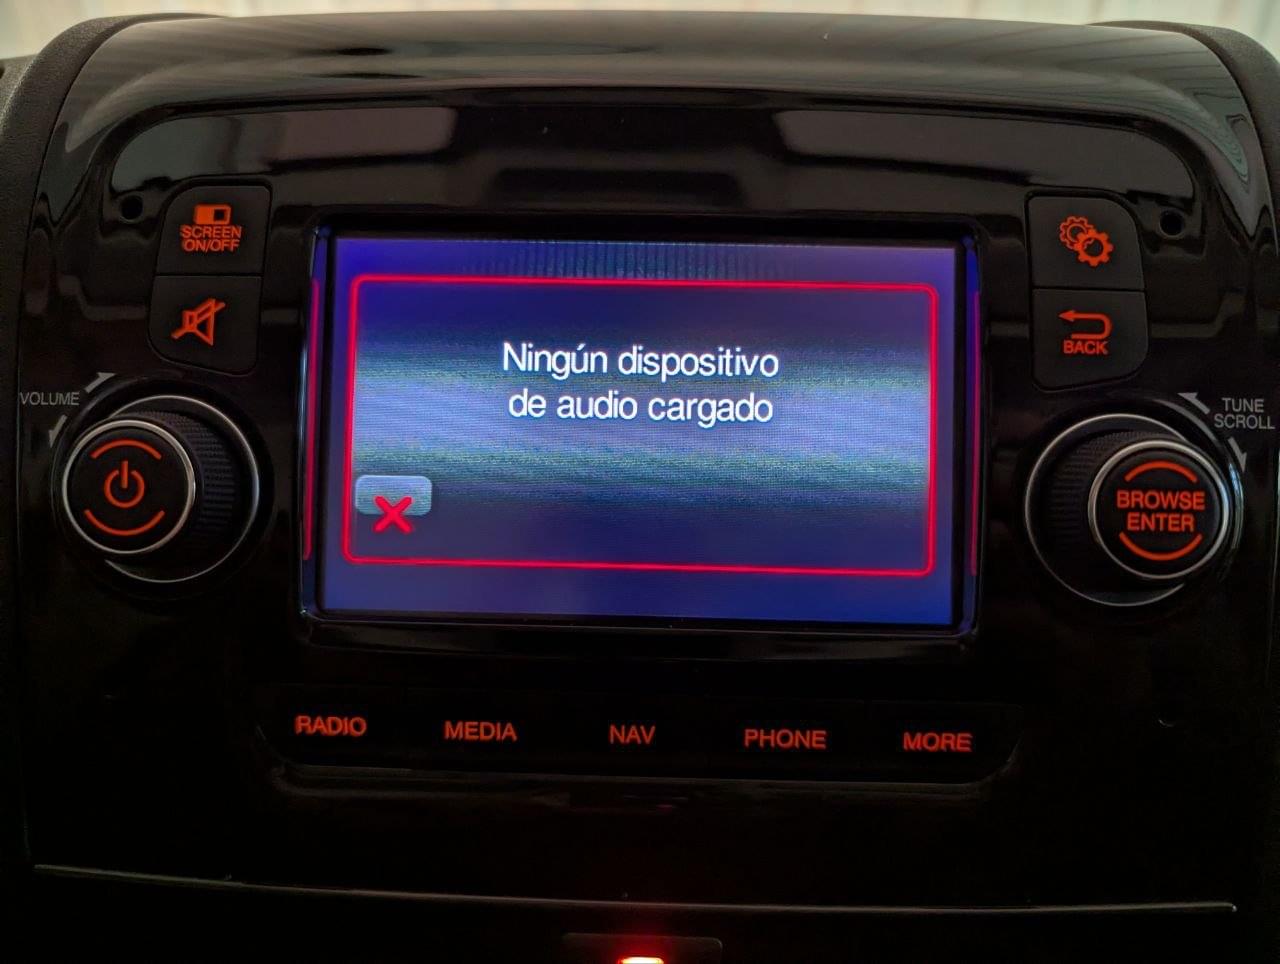 SCREEN
ON/OFF
VOLUME
Ningún dispositivo
de audio cargado
BACK
TUNE
SCROLL
BROWSE
ENTER
RADIO
MEDIA
NAV
PHONE
MORE